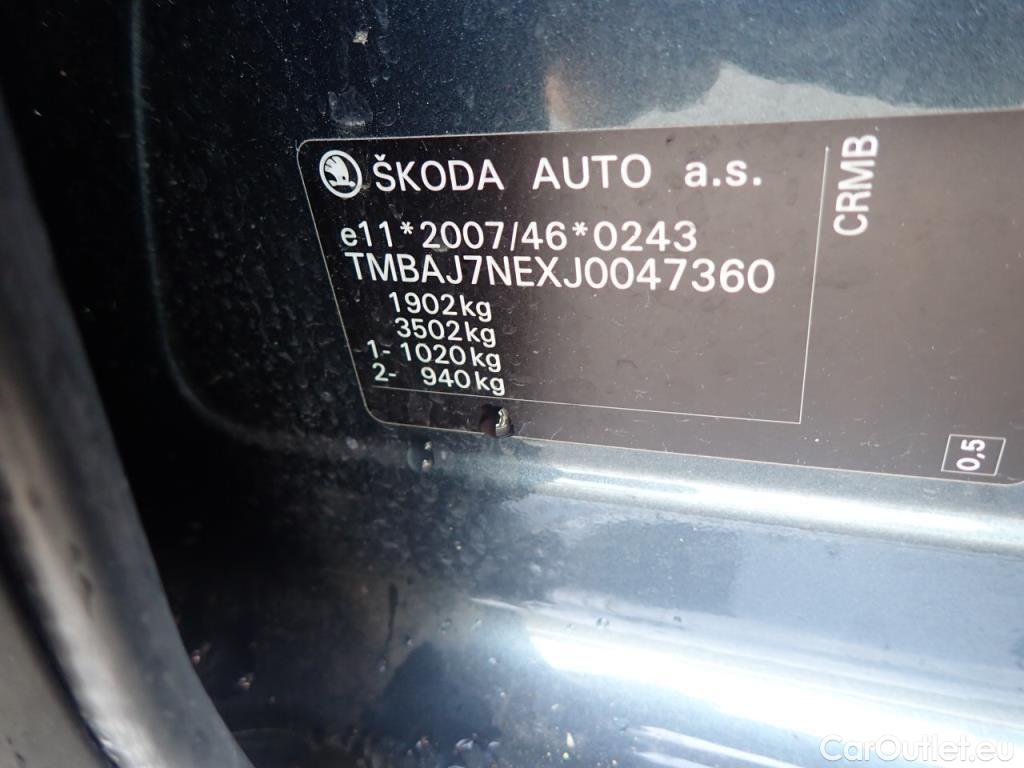 ŠKODA AUTO a.s.
e11*2007/46*0243
TMBAJ7NEXJ0047360
1902kg
3502kg
1- 1020kg
2- 940kg
CRMB
0,5
CarOutlet.eu